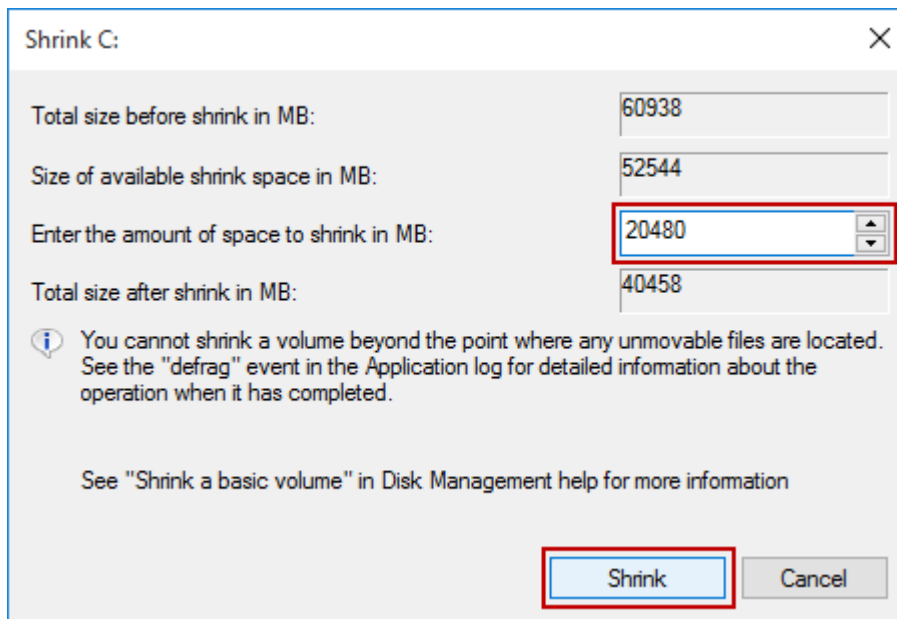 Shrink C:
Total size before shrink in MB: 60938
Size of available shrink space in MB: 52544
Enter the amount of space to shrink in MB: 20480
Total size after shrink in MB: 40458
You cannot shrink a volume beyond the point where any unmovable files are located.
See the "defrag" event in the Application log for detailed information about the
operation when it has completed.
See "Shrink a basic volume" in Disk Management help for more information
Shrink Cancel